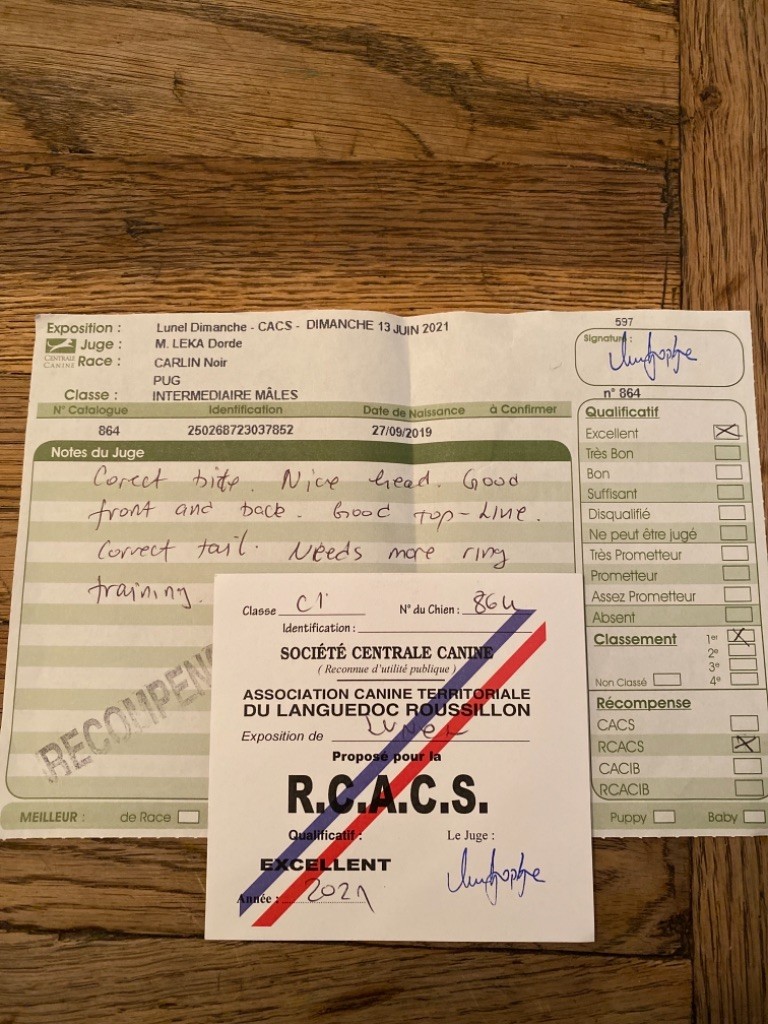 Exposition : Lunel Dimanche - CACS - DIMANCHE 13 JUIN 2021
597
CENTRALE CANINE
Juge : M. LEKA Dorde
Signature :
Race : CARLIN Noir
PUG
Classe : INTERMEDIAIRE MÂLES
n° 864
N° Catalogue Identification Date de Naissance à Confirmer
864 250268723037852 27/09/2019
Notes du Juge
Corect bite. Nice head. Good
front and back. Good top-line.
Correct tail. Needs more ring
training.
RECOMPEN
MEILLEUR : de Race
Qualificatif
Excellent
Très Bon
Bon
Suffisant
Disqualifié
Ne peut être jugé
Très Prometteur
Prometteur
Assez Prometteur
Absent
Classement 1er
2e
3e
Non Classé 4e
Récompense
CACS
RCACS
CACIB
RCACIB
Puppy Baby
Classe CI N° du Chien : 864
Identification :
SOCIÉTÉ CENTRALE CANINE
( Reconnue d'utilité publique )
ASSOCIATION CANINE TERRITORIALE
DU LANGUEDOC ROUSSILLON
Exposition de LUNEL
Proposé pour la
R.C.A.C.S.
Qualificatif : Le Juge :
EXCELLENT
Année : 2021